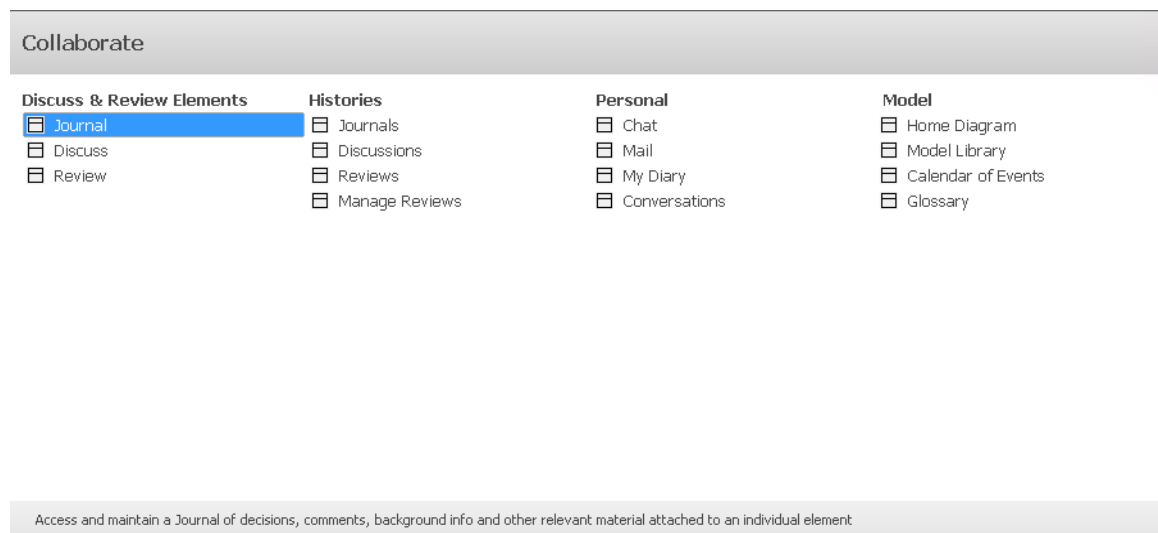 Collaborate
Discuss & Review Elements
Journal
Discuss
Review
Histories
Journals
Discussions
Reviews
Manage Reviews
Personal
Chat
Mail
My Diary
Conversations
Model
Home Diagram
Model Library
Calendar of Events
Glossary
Access and maintain a Journal of decisions, comments, background info and other relevant material attached to an individual element